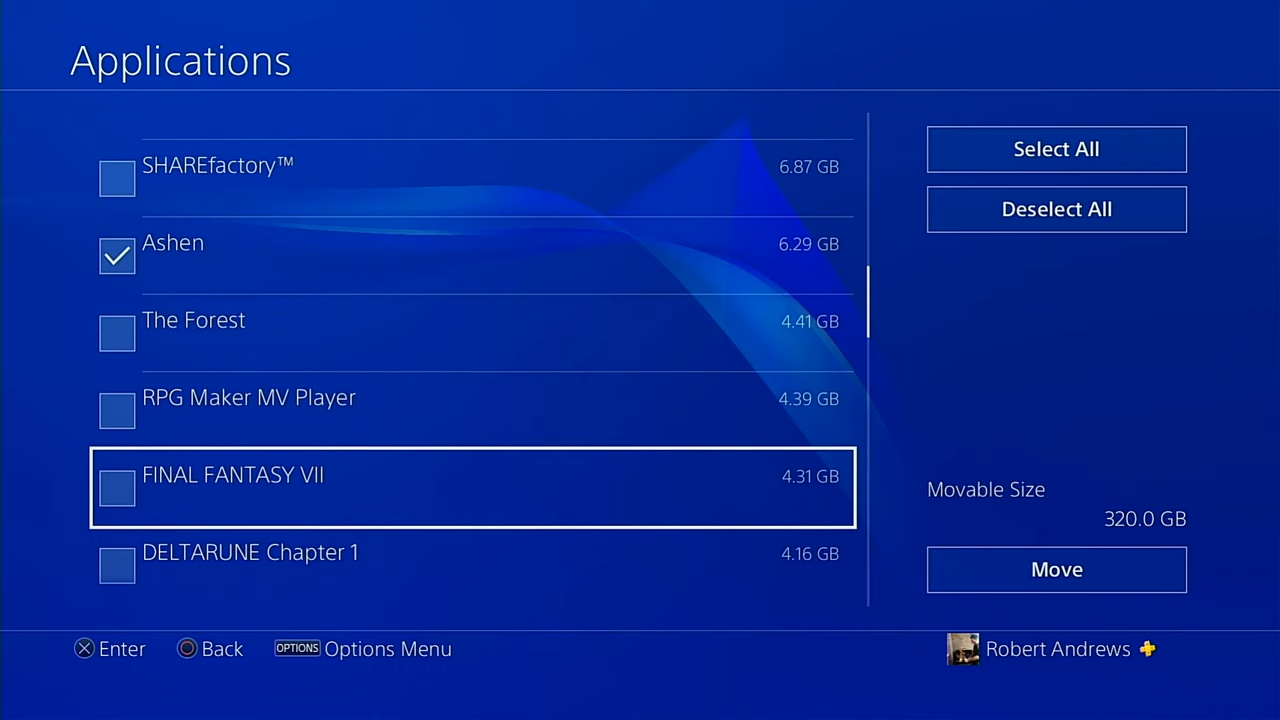 Applications
SHAREfactory™ 6.87 GB
Ashen 6.29 GB
The Forest 4.41 GB
RPG Maker MV Player 4.39 GB
FINAL FANTASY VII 4.31 GB
DELTARUNE Chapter 1 4.16 GB
Select All
Deselect All
Movable Size
320.0 GB
Move
Enter Back OPTIONS Options Menu Robert Andrews